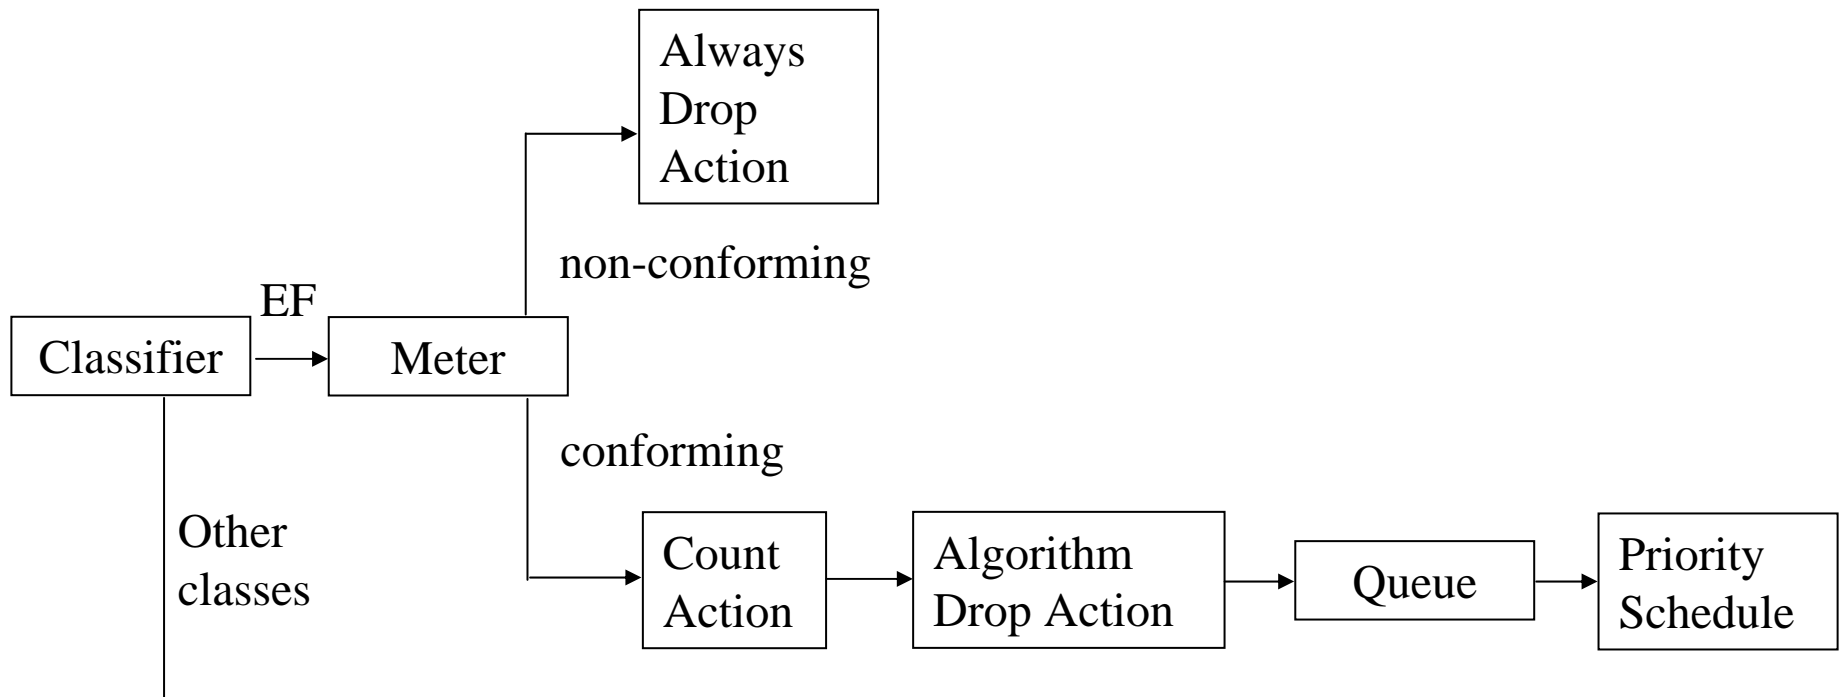 Always
Drop
Action
non-conforming
EF
Classifier
Meter
conforming
Other
classes
Count
Action
Algorithm
Drop Action
Queue
Priority
Schedule